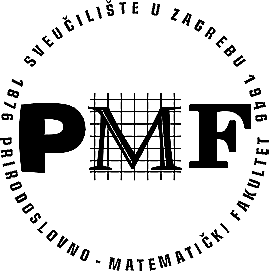 SVEUČILIŠTE U ZAGREBU
1876 PRIRODOSLOVNO - MATEMATIČKI FAKULTET 1946
PMF